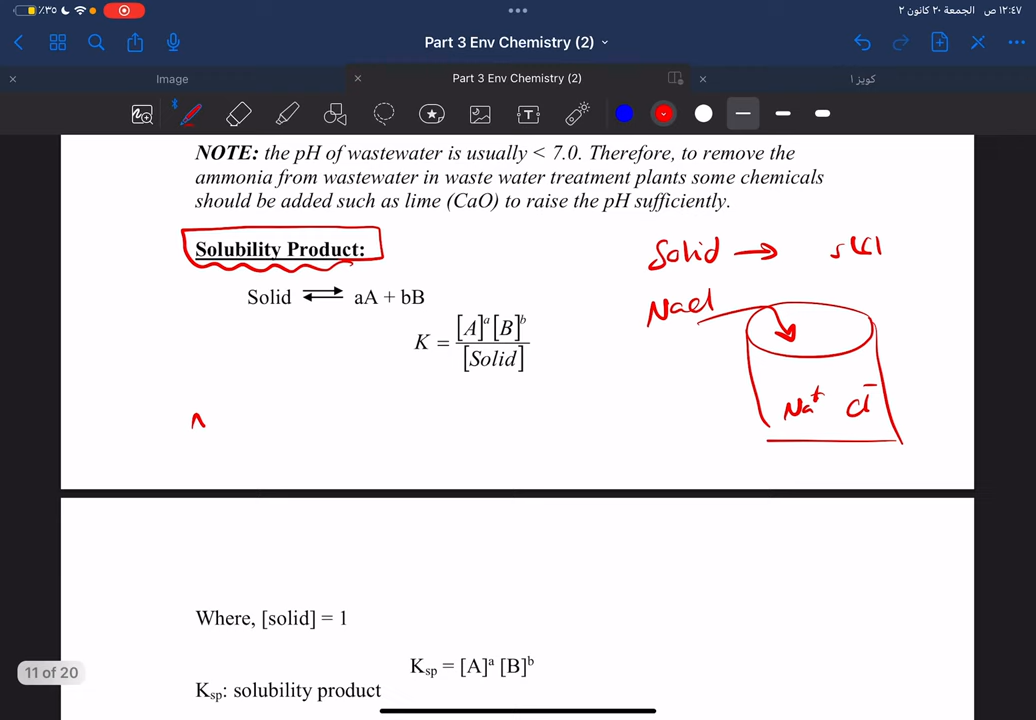 ٪٣٥ ١٢:٤٧ ص الجمعة ٢٠ كانون ٢
Part 3 Env Chemistry (2)
Image Part 3 Env Chemistry (2) كويز ١
NOTE: the pH of wastewater is usually < 7.0. Therefore, to remove the
ammonia from wastewater in waste water treatment plants some chemicals
should be added such as lime (CaO) to raise the pH sufficiently.
Solubility Product:
Solid →
Solid ⇌ aA + bB
NaCl
K = [A]ᵃ[B]ᵇ / [Solid]
Na⁺ Cl⁻
Where, [solid] = 1
Ksp = [A]ᵃ [B]ᵇ
11 of 20
Ksp: solubility product